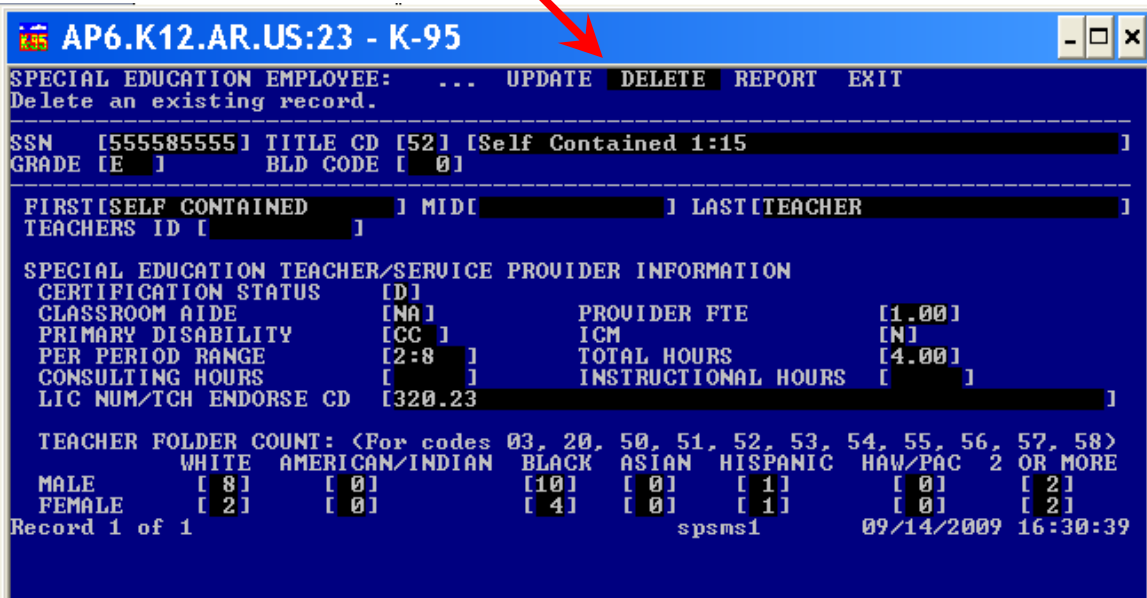 AP6.K12.AR.US:23 - K-95
SPECIAL EDUCATION EMPLOYEE: ... UPDATE DELETE REPORT EXIT
Delete an existing record.
SSN [555585555] TITLE CD [52] [Self Contained 1:15 ]
GRADE [E ] BLD CODE [ 0]
FIRST[SELF CONTAINED ] MID[ ] LAST[TEACHER ]
TEACHERS ID [ ]
SPECIAL EDUCATION TEACHER/SERVICE PROVIDER INFORMATION
CERTIFICATION STATUS [D]
CLASSROOM AIDE [NA] PROVIDER FTE [1.00]
PRIMARY DISABILITY [CC ] ICM [N]
PER PERIOD RANGE [2:8 ] TOTAL HOURS [4.00]
CONSULTING HOURS [ ] INSTRUCTIONAL HOURS [ ]
LIC NUM/TCH ENDORSE CD [320.23 ]
TEACHER FOLDER COUNT: (For codes 03, 20, 50, 51, 52, 53, 54, 55, 56, 57, 58)
WHITE AMERICAN/INDIAN BLACK ASIAN HISPANIC HAW/PAC 2 OR MORE
MALE [ 8] [ 0] [10] [ 0] [ 1] [ 0] [ 2]
FEMALE [ 2] [ 0] [ 4] [ 0] [ 1] [ 0] [ 2]
Record 1 of 1 spsms1 09/14/2009 16:30:39